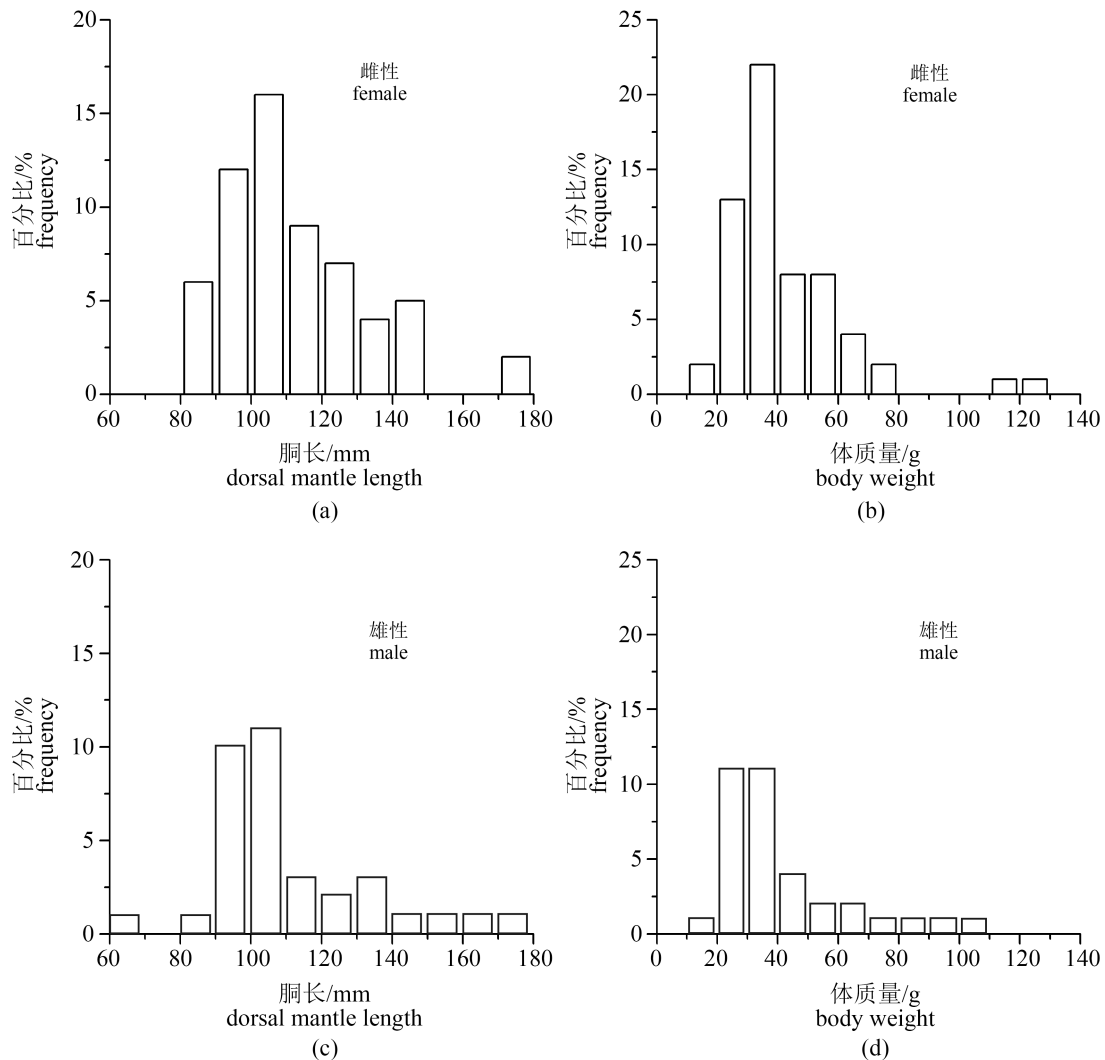 20
15
10
5
0
百分比/%
frequency
雌性
female
60 80 100 120 140 160 180
胴长/mm
dorsal mantle length
(a)
25
20
15
10
5
0
百分比/%
frequency
雌性
female
0 20 40 60 80 100 120 140
体质量/g
body weight
(b)
20
15
10
5
0
百分比/%
frequency
雄性
male
60 80 100 120 140 160 180
胴长/mm
dorsal mantle length
(c)
25
20
15
10
5
0
百分比/%
frequency
雄性
male
0 20 40 60 80 100 120 140
体质量/g
body weight
(d)